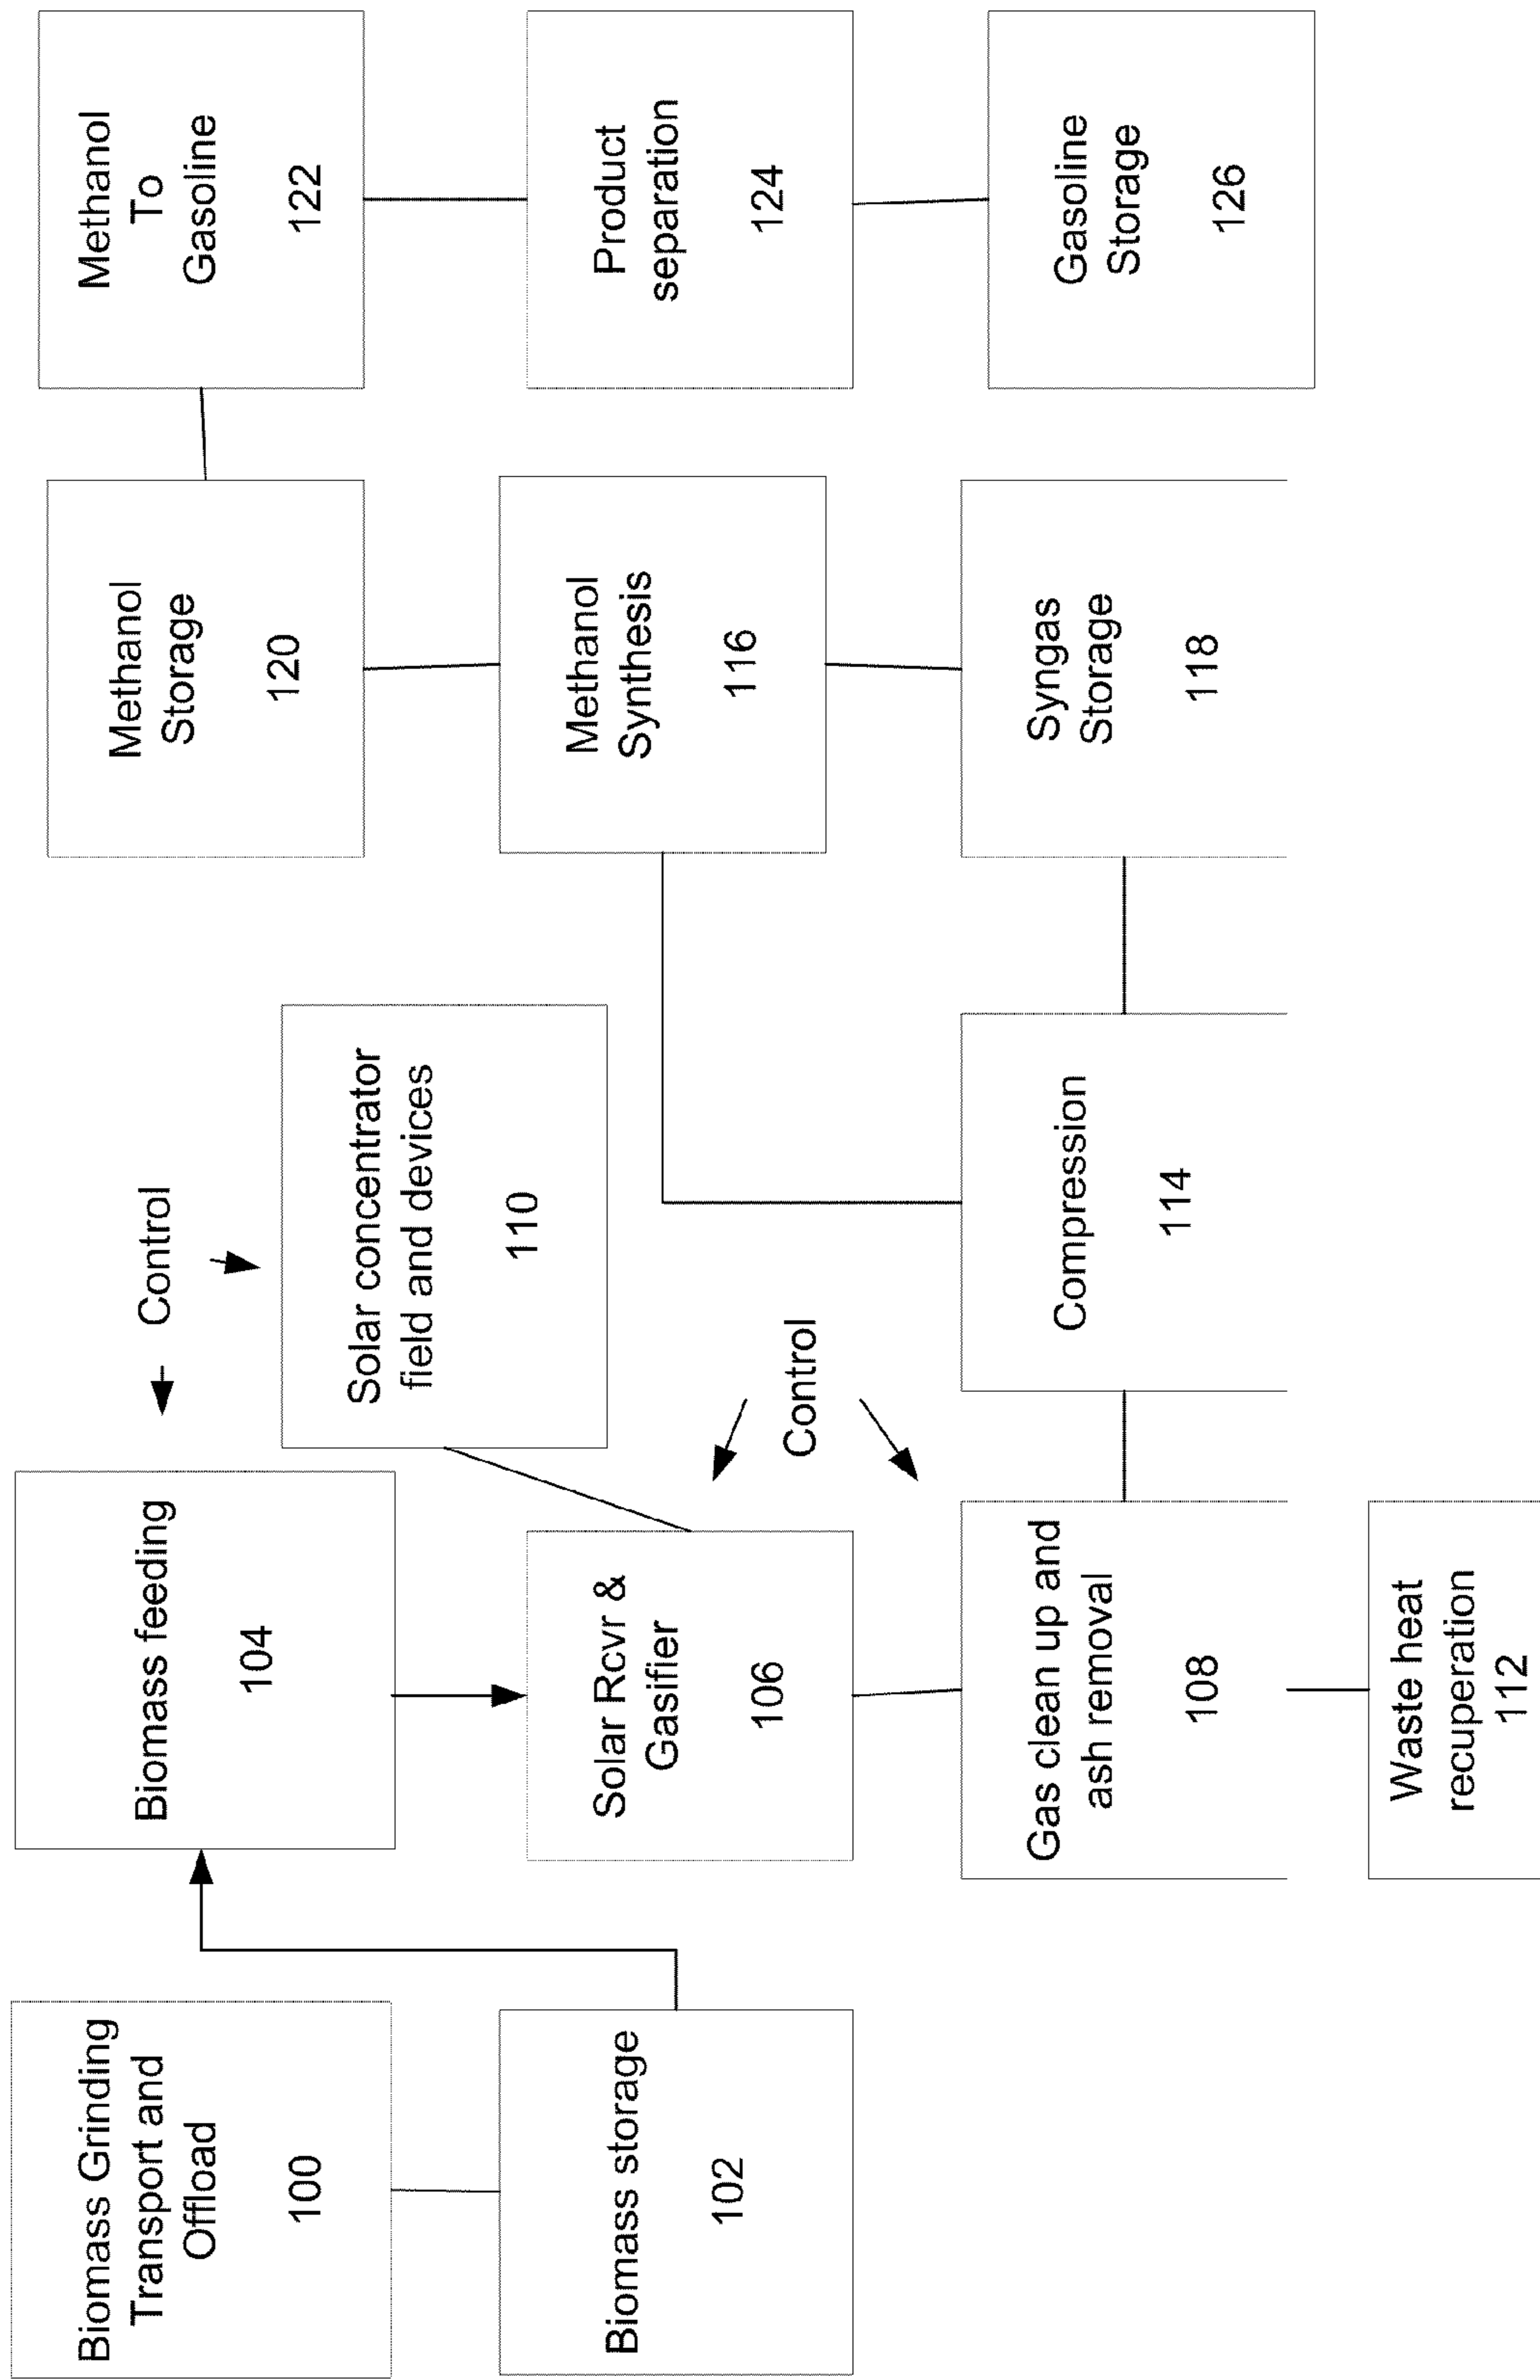 Biomass Grinding
Transport and
Offload
100
Biomass storage
102
Biomass feeding
104
Solar Rcvr &
Gasifier
106
Gas clean up and
ash removal
108
Waste heat
recuperation
112
Control
Solar concentrator
field and devices
110
Control
Compression
114
Methanol
Storage
120
Methanol
Synthesis
116
Syngas
Storage
118
Methanol
To
Gasoline
122
Product
separation
124
Gasoline
Storage
126